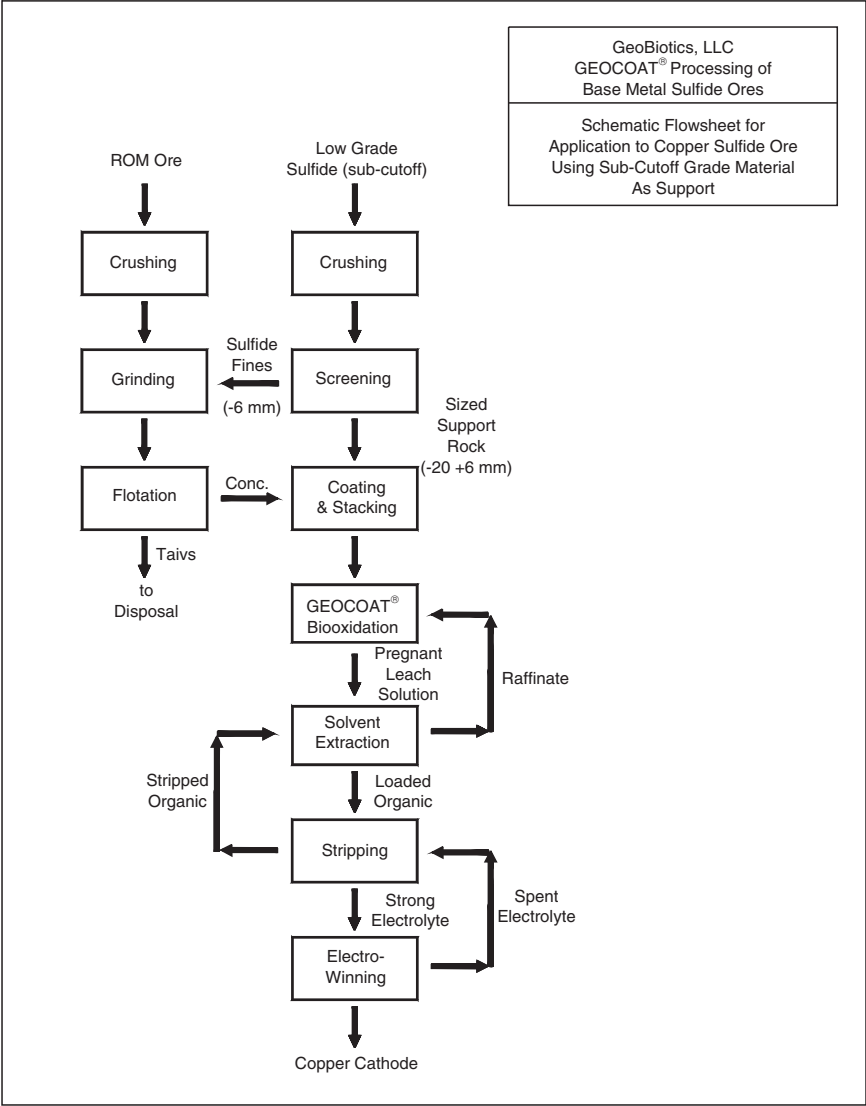 GeoBiotics, LLC
GEOCOAT® Processing of
Base Metal Sulfide Ores
Schematic Flowsheet for
Application to Copper Sulfide Ore
Using Sub-Cutoff Grade Material
As Support
ROM Ore
Low Grade
Sulfide (sub-cutoff)
Crushing
Crushing
Grinding
Sulfide
Fines
(-6 mm)
Screening
Sized
Support
Rock
(-20 +6 mm)
Flotation
Conc.
Coating
& Stacking
Taivs
to
Disposal
GEOCOAT®
Biooxidation
Pregnant
Leach
Solution
Raffinate
Solvent
Extraction
Stripped
Organic
Loaded
Organic
Stripping
Strong
Electrolyte
Spent
Electrolyte
Electro-
Winning
Copper Cathode